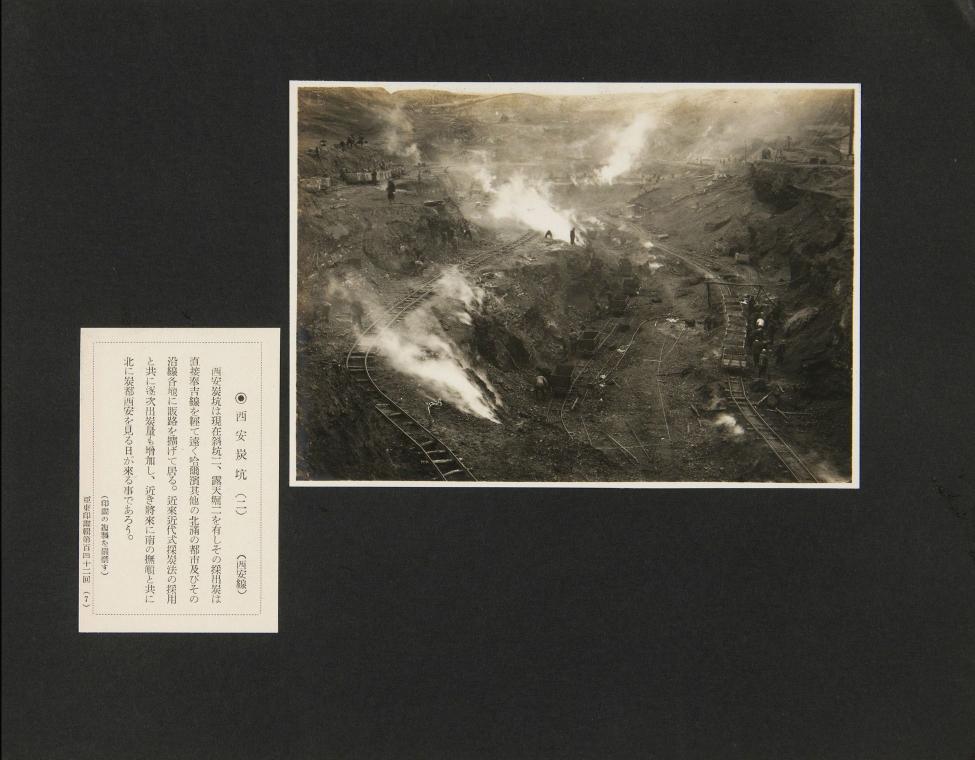 ◉西安炭坑（二）　（西安線）
西安炭坑は現在斜坑二、露天堀二を有しその採出炭は
直接奉吉線を經て遠く哈爾濱其他の北滿の都市及びその
沿線各地に販路を擴げて居る。近來近代式採炭法の採用
と共に逐次出炭量も增加し、近き將來に南の撫順と共に
北に炭都西安を見る日が來る事であろう。
（印畫の複製を嚴禁す）
亞東印畫輯第百四十二回（7）